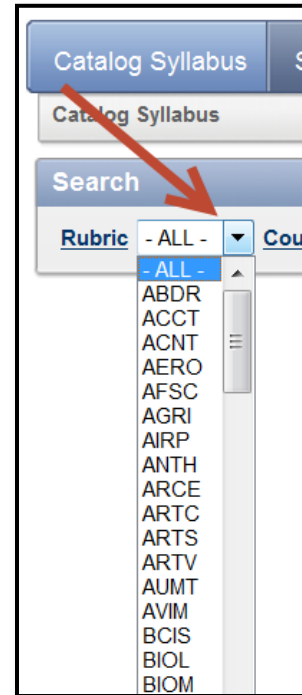 Catalog Syllabus S
Catalog Syllabus
Search
Rubric - ALL - Cou
- ALL -
ABDR
ACCT
ACNT
AERO
AFSC
AGRI
AIRP
ANTH
ARCE
ARTC
ARTS
ARTV
AUMT
AVIM
BCIS
BIOL
BIOM